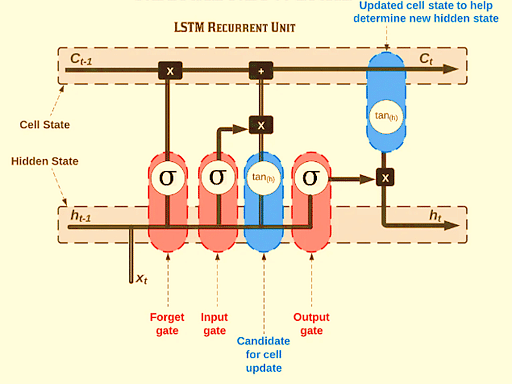 Updated cell state to help
determine new hidden state
LSTM Recurrent Unit
Ct-1
x
+
Ct
tan(h)
Cell State
x
Hidden State
σ
σ
tan(h)
σ
x
ht-1
ht
xt
Forget
gate
Input
gate
Output
gate
Candidate
for cell
update